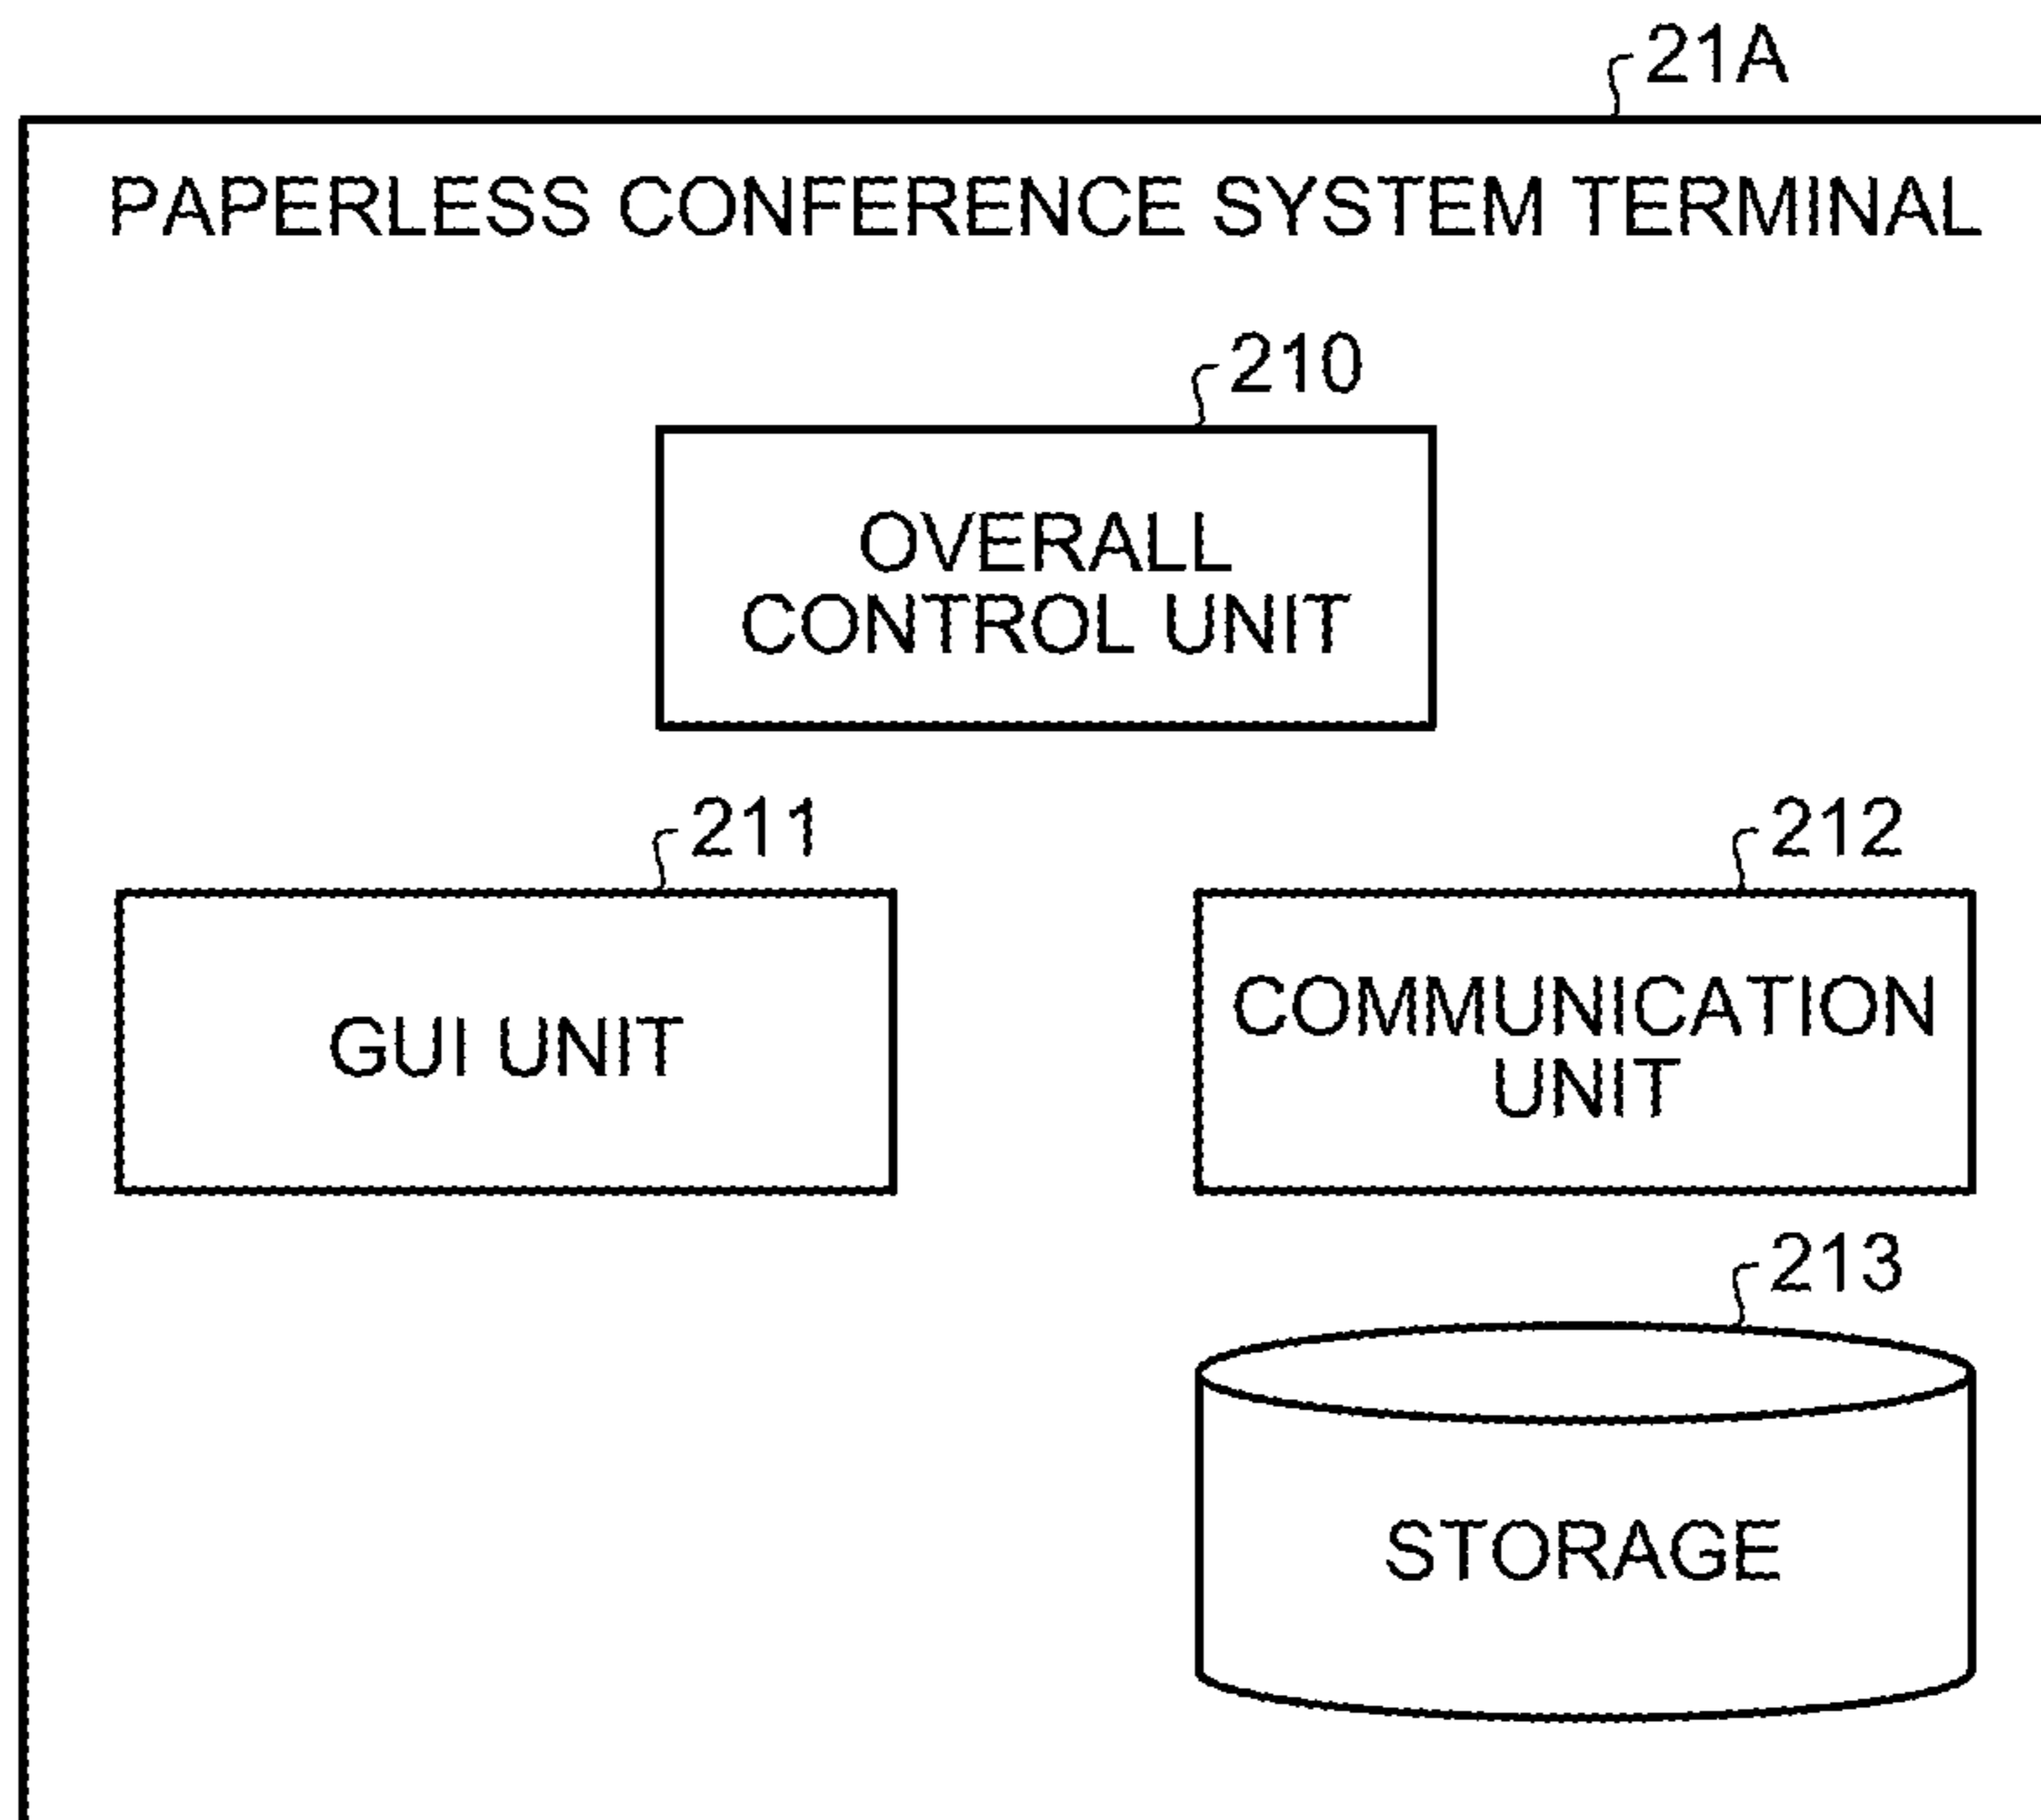 21A
PAPERLESS CONFERENCE SYSTEM TERMINAL
210
OVERALL
CONTROL UNIT
211
GUI UNIT
212
COMMUNICATION
UNIT
213
STORAGE